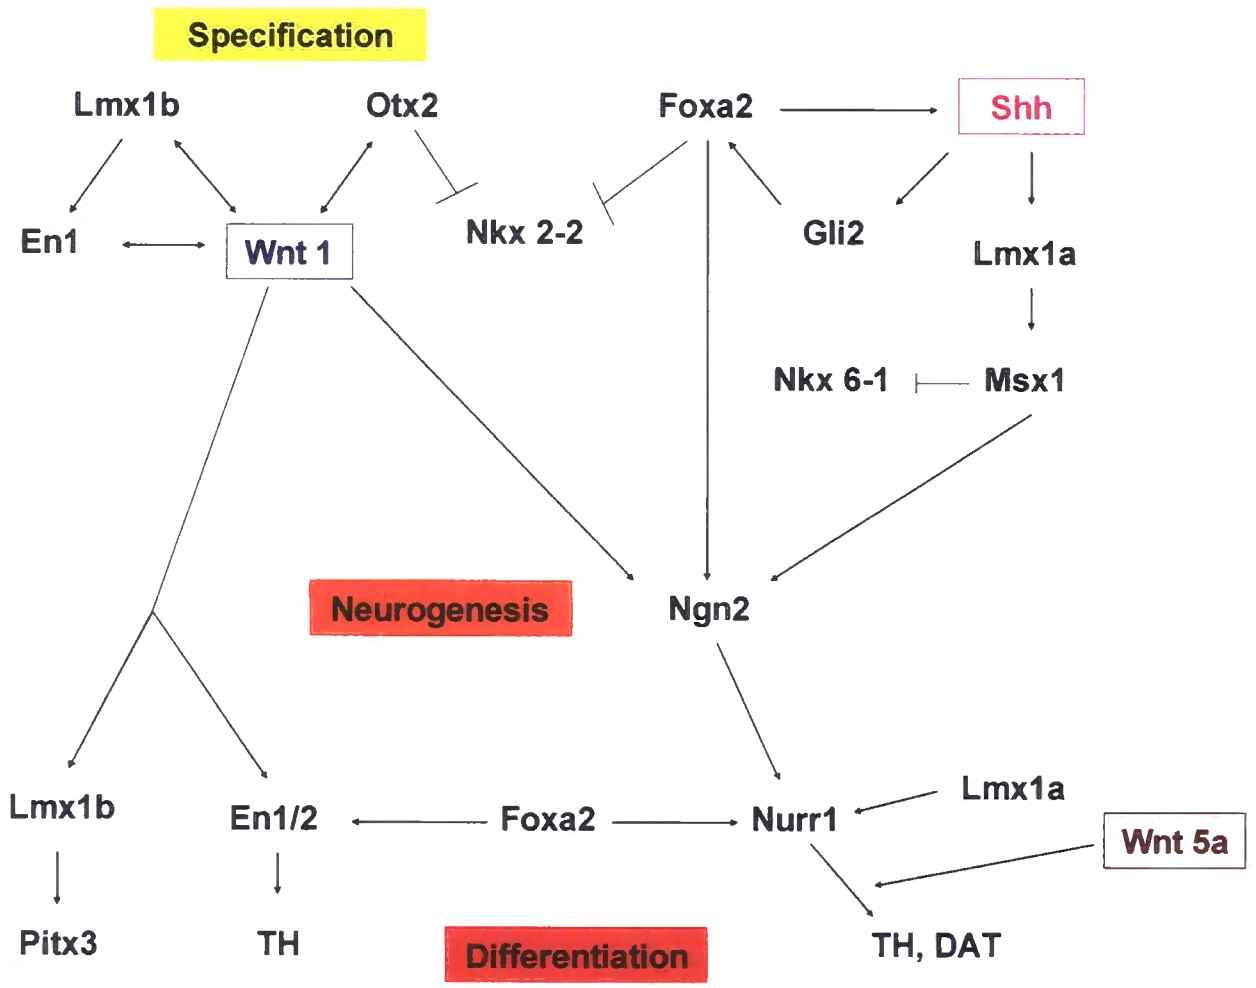 Specification
Lmx1b
Otx2
Foxa2
Shh
En1
Wnt 1
Nkx 2-2
Gli2
Lmx1a
Nkx 6-1
Msx1
Neurogenesis
Ngn2
Lmx1b
En1/2
Foxa2
Nurr1
Lmx1a
Wnt 5a
Pitx3
TH
Differentiation
TH, DAT